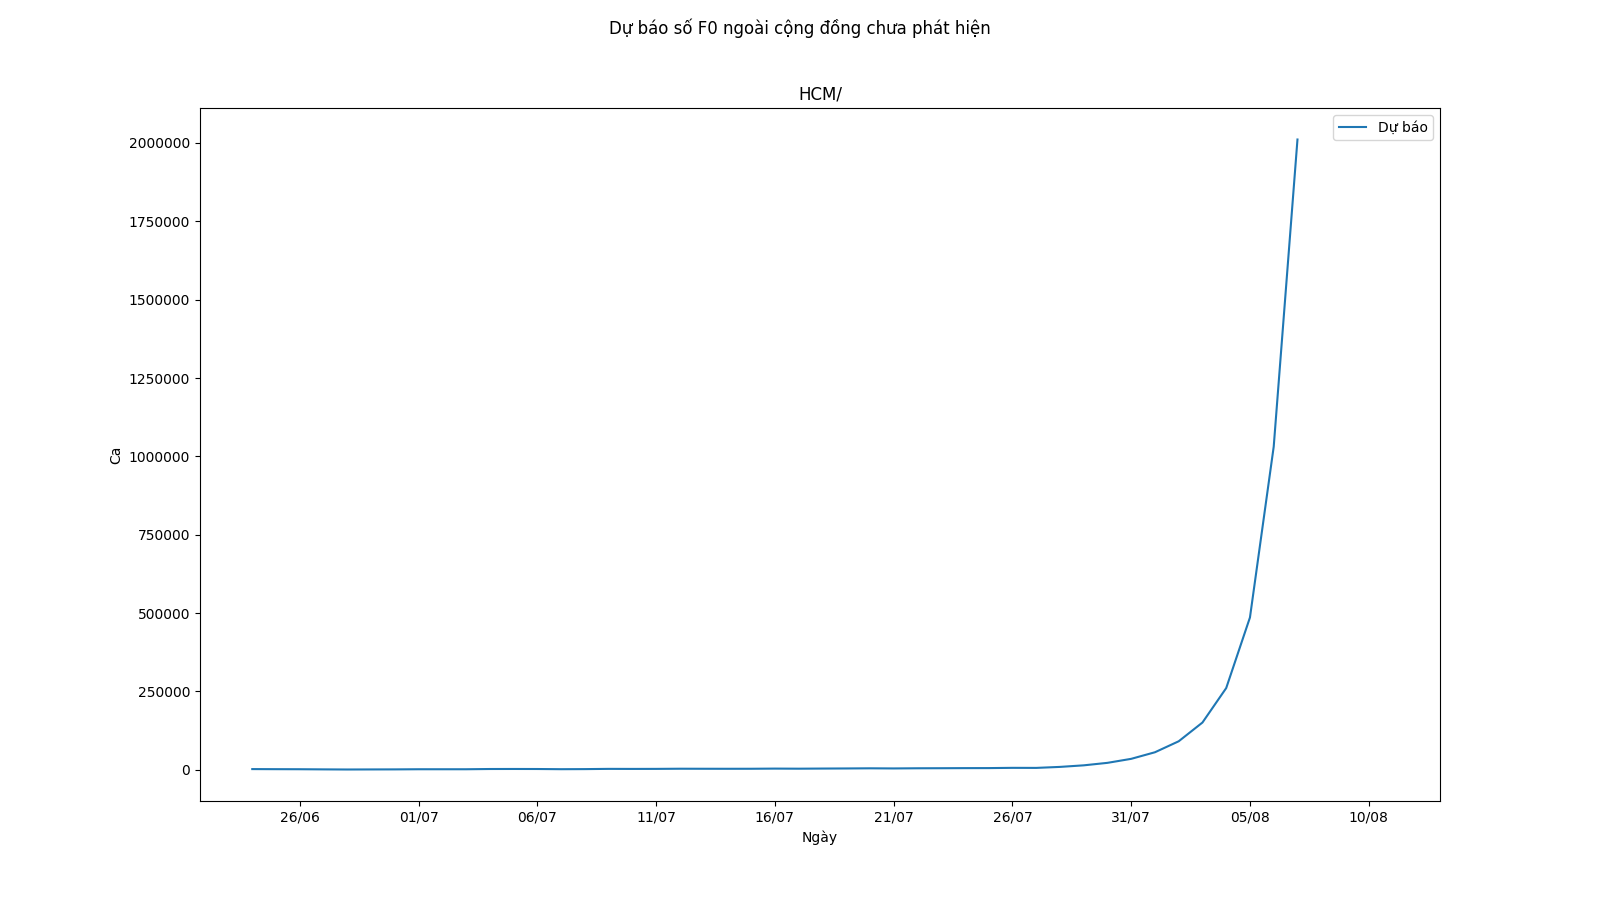 Dự báo số F0 ngoài cộng đồng chưa phát hiện
HCM/
Dự báo
2000000
1750000
1500000
1250000
1000000
750000
500000
250000
0
Ca
26/06 01/07 06/07 11/07 16/07 21/07 26/07 31/07 05/08 10/08
Ngày